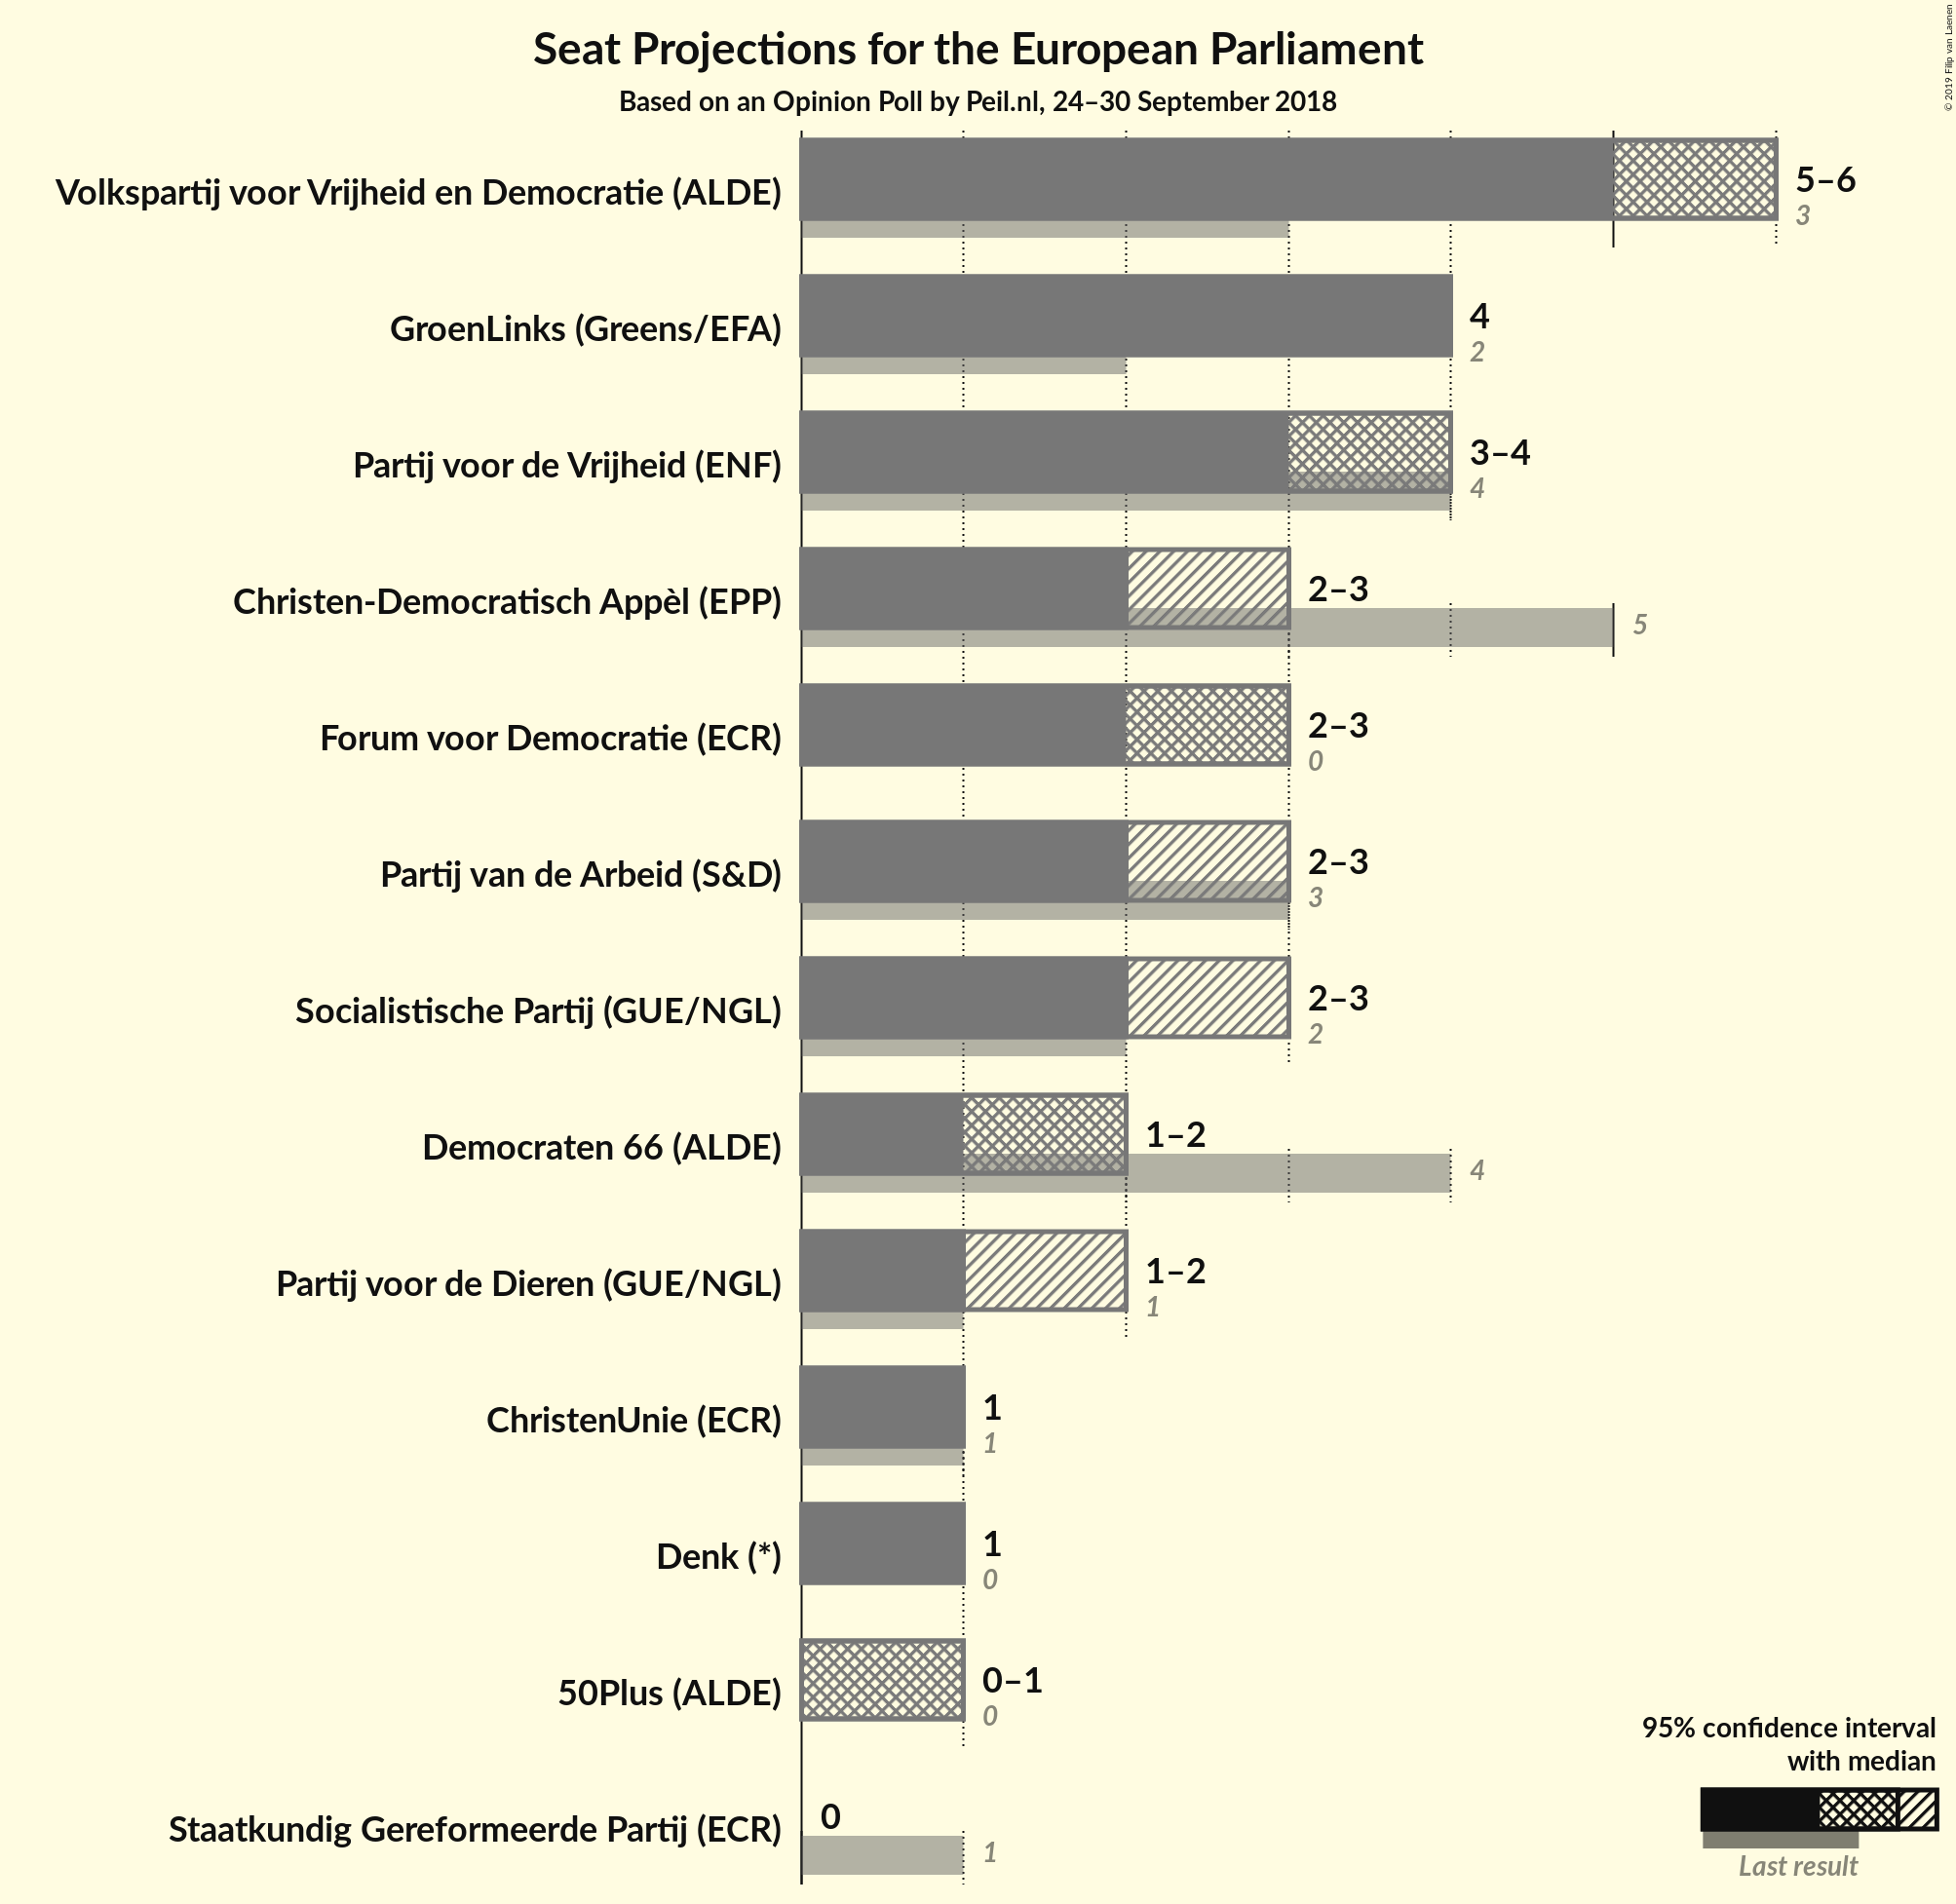 Seat Projections for the European Parliament
Based on an Opinion Poll by Peil.nl, 24–30 September 2018
© 2019 Filip van Laenen
Volkspartij voor Vrijheid en Democratie (ALDE)
5–6
3
GroenLinks (Greens/EFA)
4
2
Partij voor de Vrijheid (ENF)
3–4
4
Christen-Democratisch Appèl (EPP)
2–3
5
Forum voor Democratie (ECR)
2–3
0
Partij van de Arbeid (S&D)
2–3
3
Socialistische Partij (GUE/NGL)
2–3
2
Democraten 66 (ALDE)
1–2
4
Partij voor de Dieren (GUE/NGL)
1–2
1
ChristenUnie (ECR)
1
1
Denk (*)
1
0
50Plus (ALDE)
0–1
0
Staatkundig Gereformeerde Partij (ECR)
0
1
95% confidence interval
with median
Last result